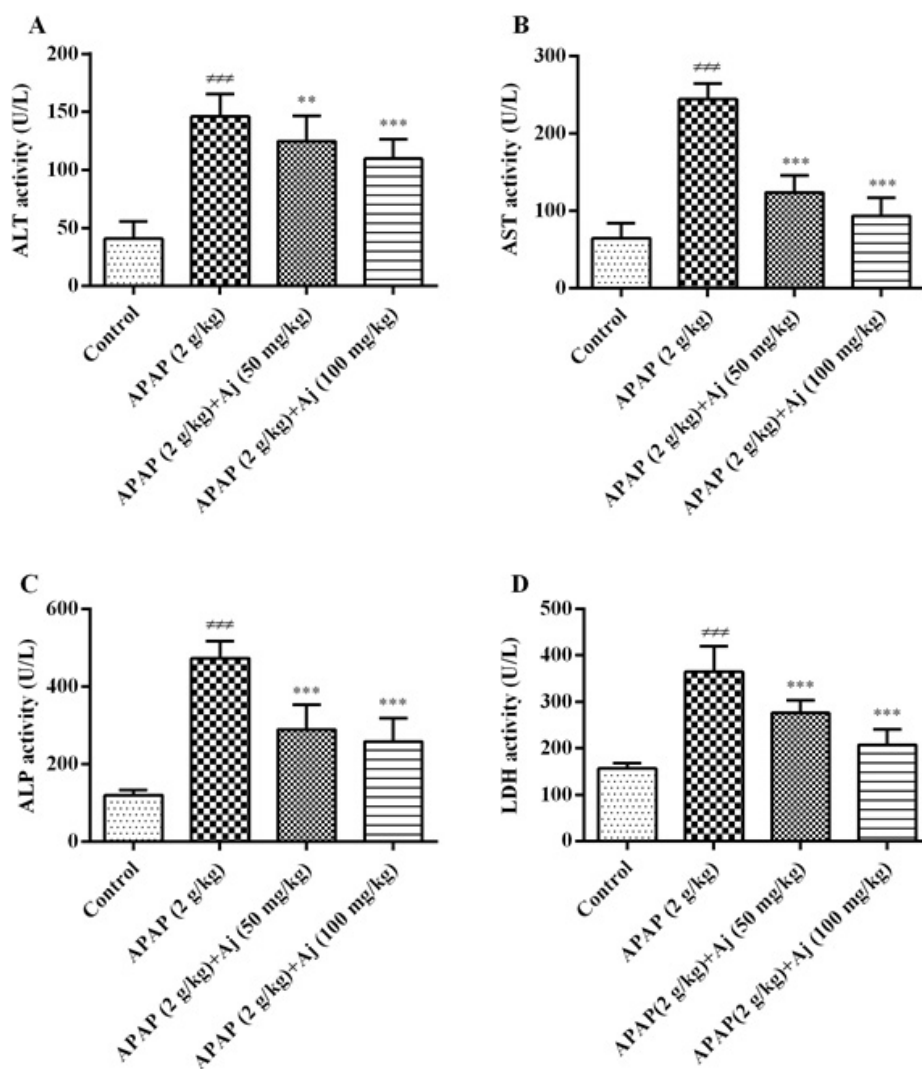 A
ALT activity (U/L)
200
150
100
50
0
≠≠≠
**
***
Control
APAP (2 g/kg)
APAP (2 g/kg)+Aj (50 mg/kg)
APAP (2 g/kg)+Aj (100 mg/kg)
B
AST activity (U/L)
300
200
100
0
≠≠≠
***
***
Control
APAP (2 g/kg)
APAP (2 g/kg)+Aj (50 mg/kg)
APAP (2 g/kg)+Aj (100 mg/kg)
C
ALP activity (U/L)
600
400
200
0
≠≠≠
***
***
Control
APAP (2 g/kg)
APAP (2 g/kg)+Aj (50 mg/kg)
APAP (2 g/kg)+Aj (100 mg/kg)
D
LDH activity (U/L)
500
400
300
200
100
0
≠≠≠
***
***
Control
APAP (2 g/kg)
APAP(2 g/kg)+Aj (50 mg/kg)
APAP(2 g/kg)+Aj (100 mg/kg)